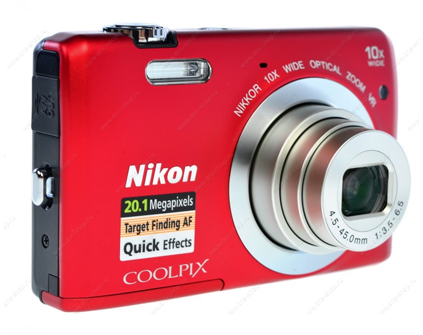 10x
WIDE
NIKKOR 10X WIDE OPTICAL ZOOM VR
Nikon
20.1 Megapixels
Target Finding AF
Quick Effects
COOLPIX
4.5-45.0mm 1:3.5-6.5